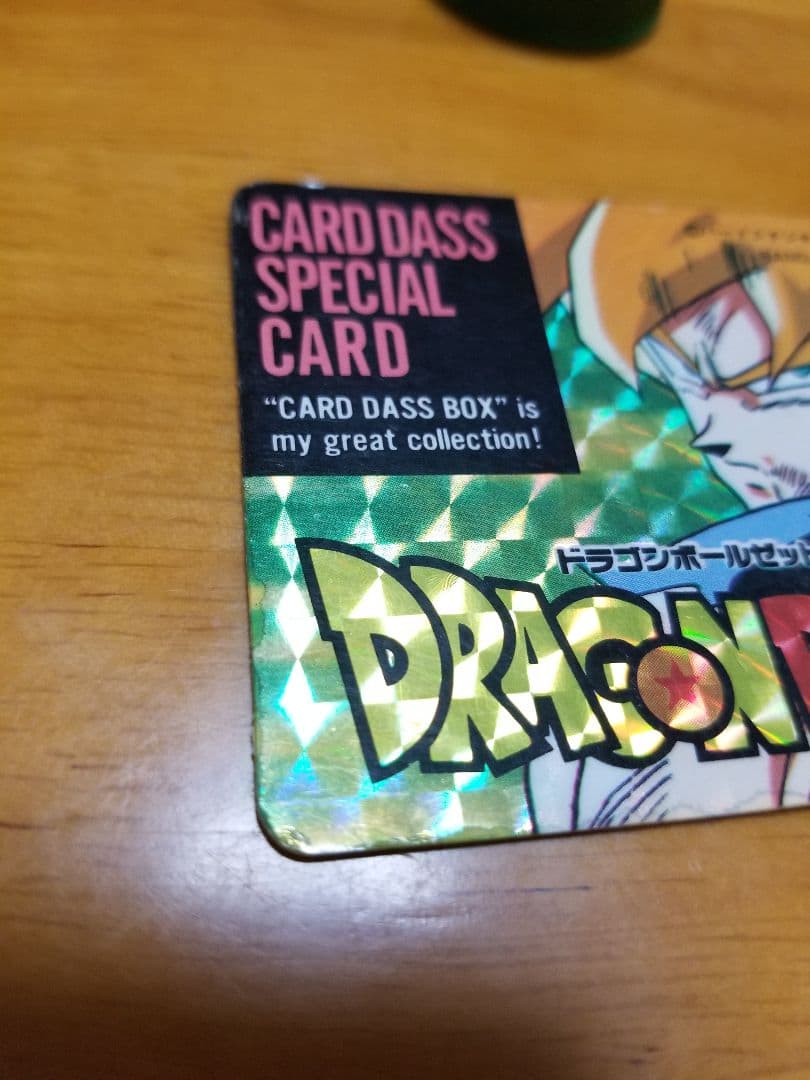 CARD DASS
SPECIAL
CARD
"CARD DASS BOX" is
my great collection!
ドラゴンボールゼット
DRAGON